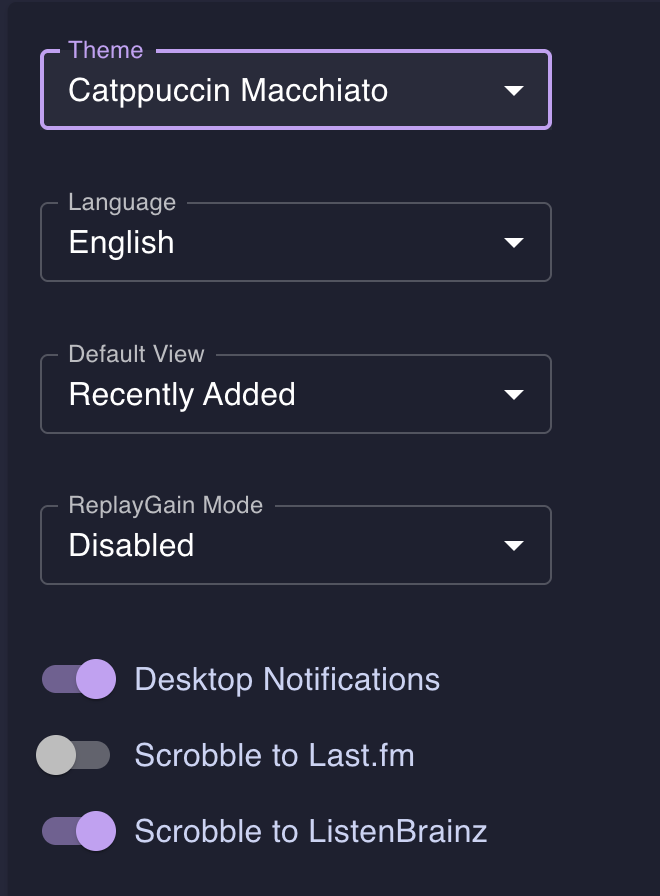 Theme
Catppuccin Macchiato
Language
English
Default View
Recently Added
ReplayGain Mode
Disabled
Desktop Notifications
Scrobble to Last.fm
Scrobble to ListenBrainz